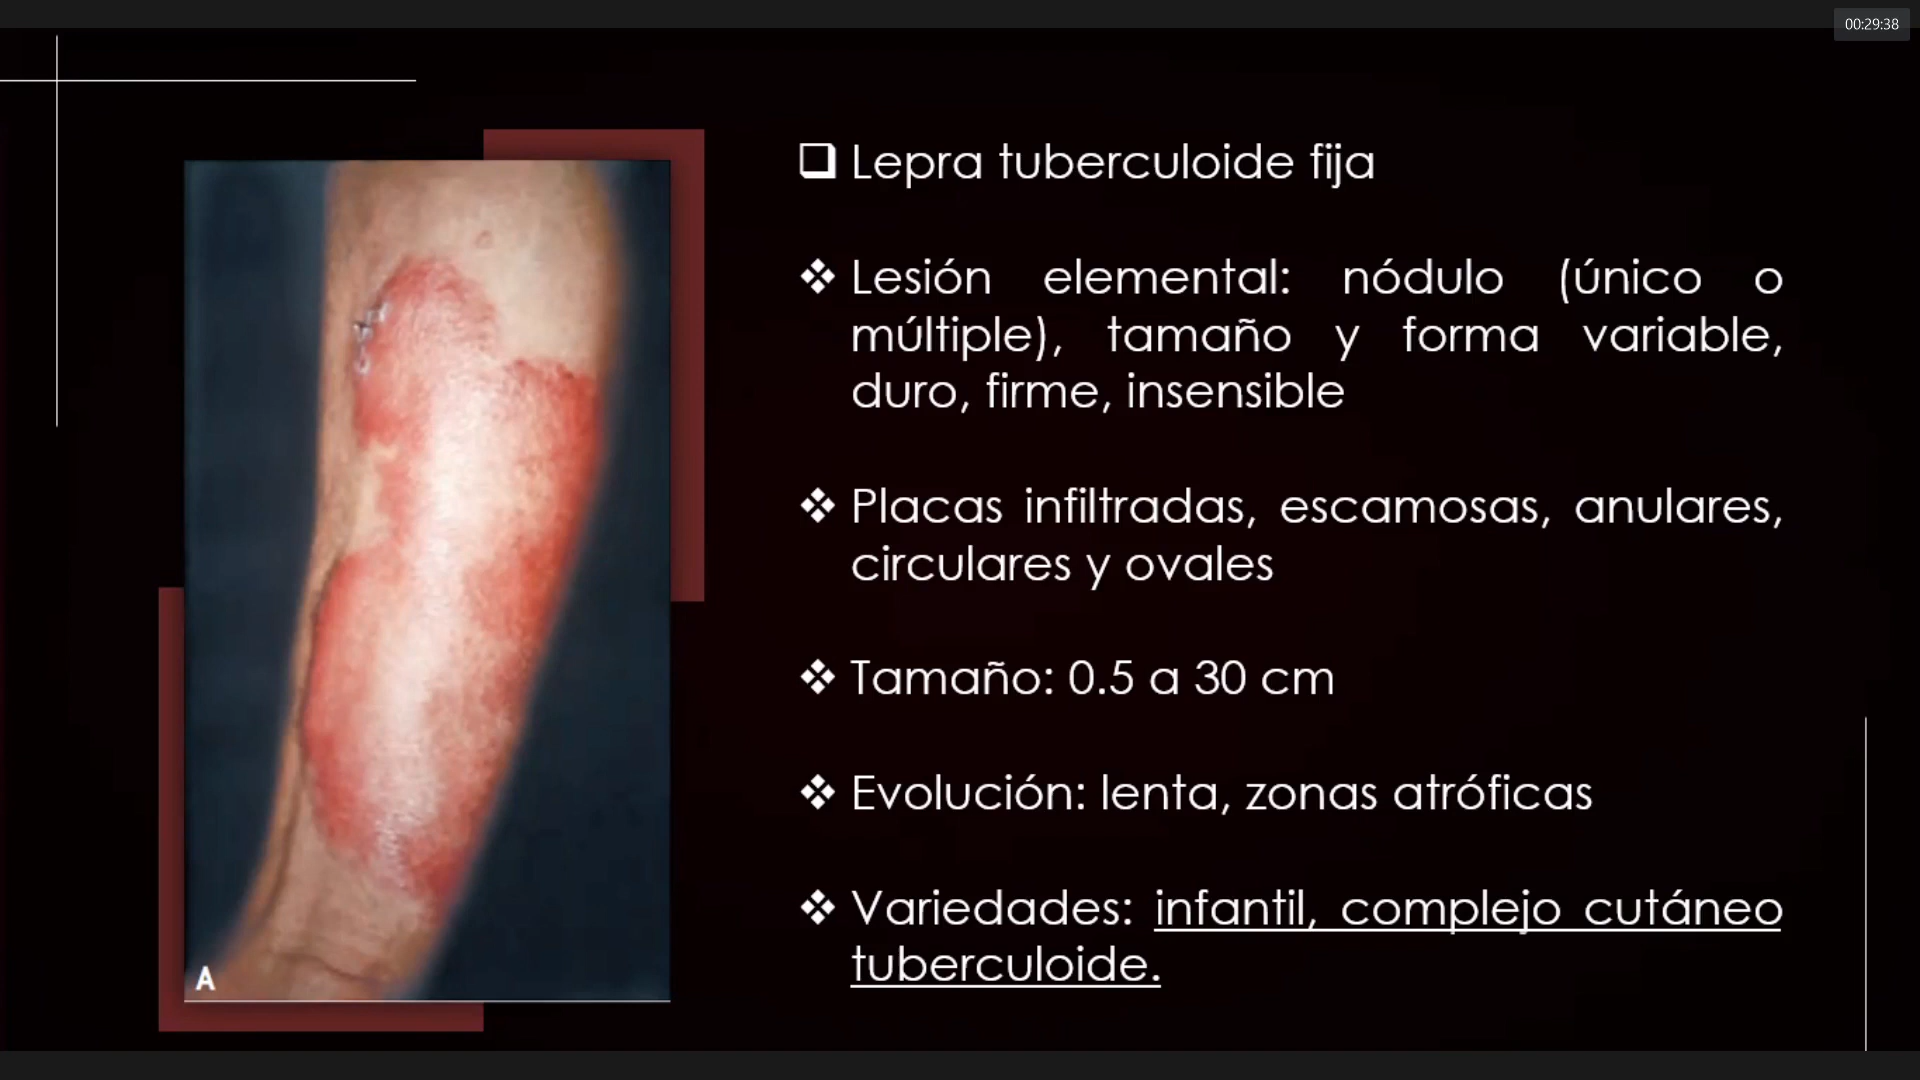 00:29:38
Lepra tuberculoide fija
Lesión elemental: nódulo (único o
múltiple), tamaño y forma variable,
duro, firme, insensible
Placas infiltradas, escamosas, anulares,
circulares y ovales
Tamaño: 0.5 a 30 cm
Evolución: lenta, zonas atróficas
Variedades: infantil, complejo cutáneo
tuberculoide.
A